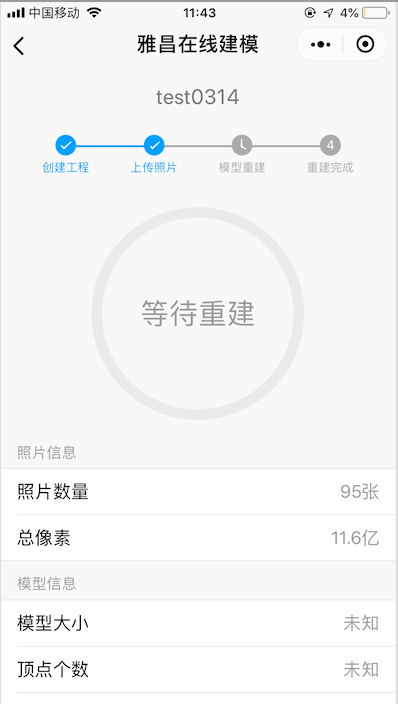 中国移动 11:43 4%
雅昌在线建模
test0314
4
创建工程 上传照片 模型重建 重建完成
等待重建
照片信息
照片数量 95张
总像素 11.6亿
模型信息
模型大小 未知
顶点个数 未知